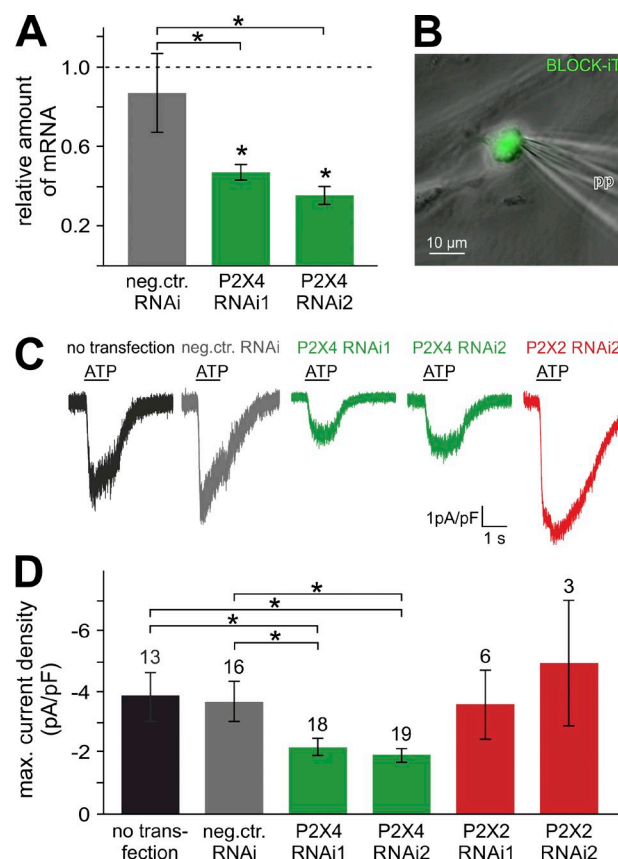 A
*
*
1.0
0.6
0.2
relative amount
of mRNA
*
*
neg.ctr.
RNAi
P2X4
RNAi1
P2X4
RNAi2
B
BLOCK-iT
pp
10 µm
C
no transfection
neg.ctr. RNAi
P2X4 RNAi1
P2X4 RNAi2
P2X2 RNAi2
ATP
ATP
ATP
ATP
ATP
1pA/pF
1 s
D
max. current density
(pA/pF)
-6
-4
-2
0
*
*
*
*
13
16
18
19
6
3
no trans-
fection
neg.ctr.
RNAi
P2X4
RNAi1
P2X4
RNAi2
P2X2
RNAi1
P2X2
RNAi2